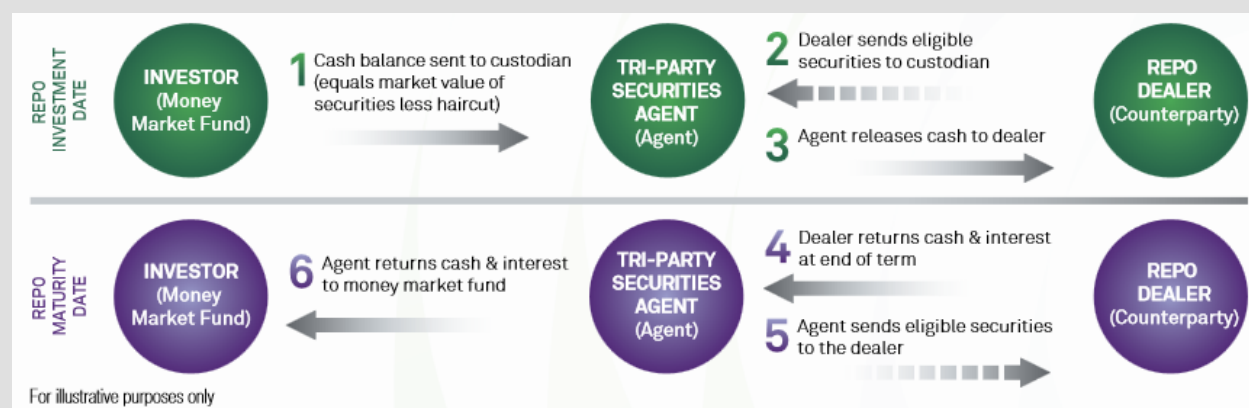 REPO
INVESTMENT
DATE
INVESTOR
(Money
Market Fund)
1
Cash balance sent to custodian
(equals market value of
securities less haircut)
TRI-PARTY
SECURITIES
AGENT
(Agent)
2
Dealer sends eligible
securities to custodian
3
Agent releases cash to dealer
REPO
DEALER
(Counterparty)
REPO
MATURITY
DATE
INVESTOR
(Money
Market Fund)
6
Agent returns cash & interest
to money market fund
TRI-PARTY
SECURITIES
AGENT
(Agent)
4
Dealer returns cash & interest
at end of term
5
Agent sends eligible securities
to the dealer
REPO
DEALER
(Counterparty)
For illustrative purposes only